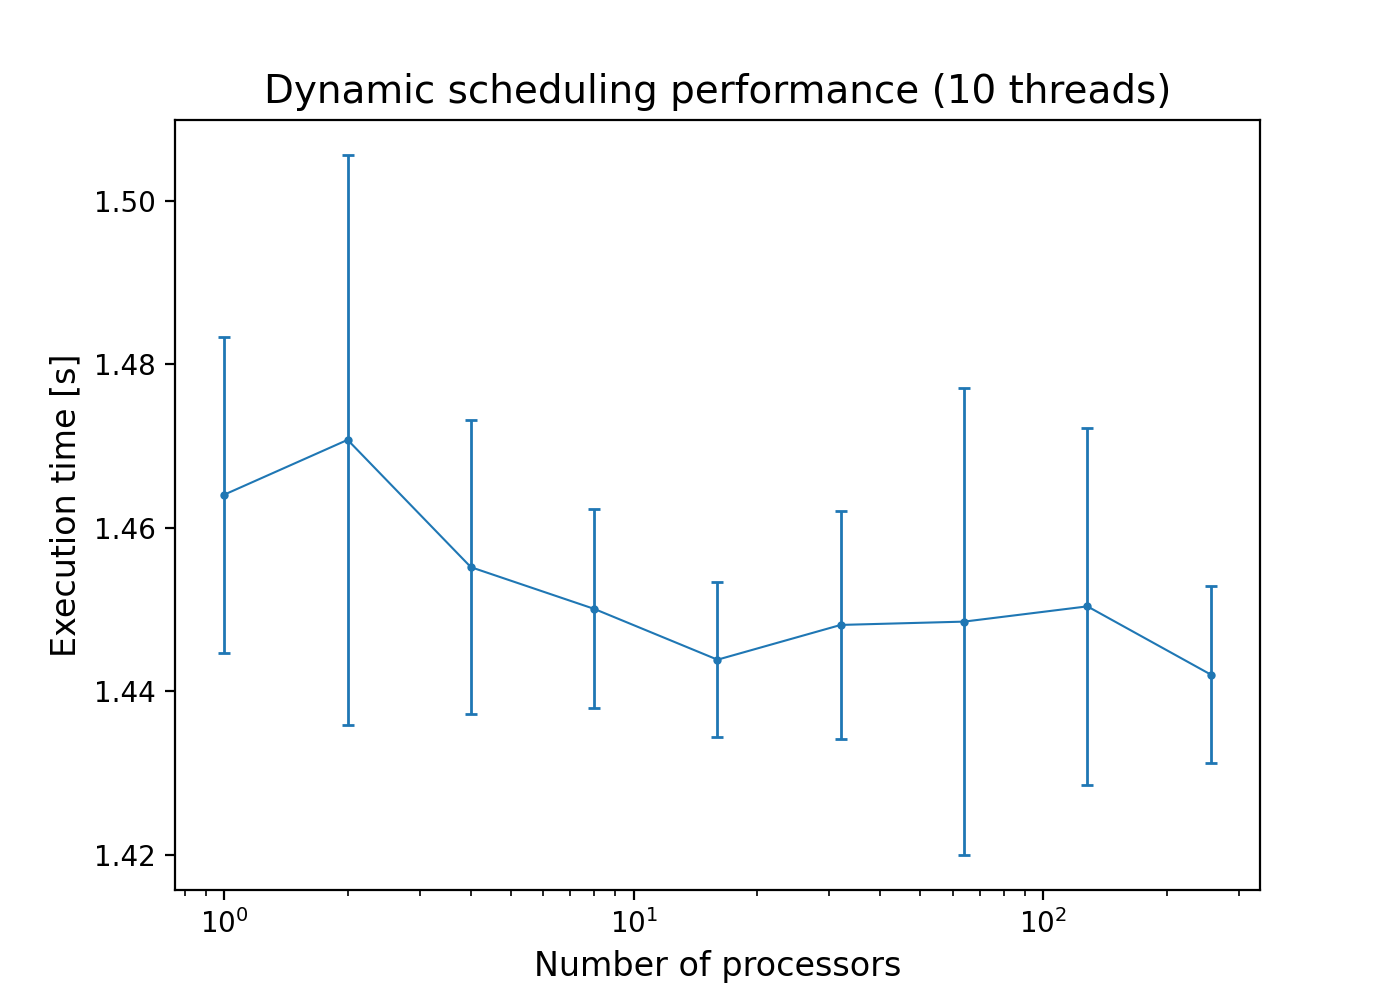 Dynamic scheduling performance (10 threads)
1.50
1.48
1.46
1.44
1.42
Execution time [s]
10⁰ 10¹ 10²
Number of processors